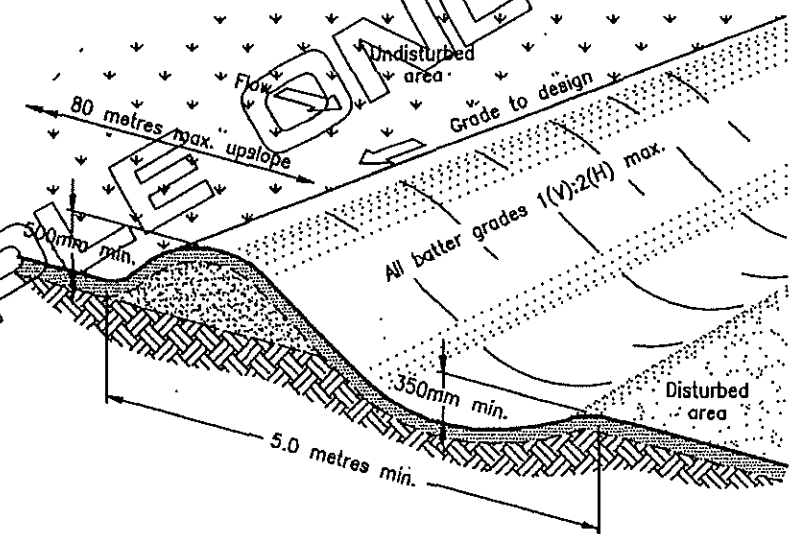 Undisturbed
area
Flow
80 metres max. upslope
Grade to design
500mm min.
All batter grades 1(V):2(H) max.
350mm min.
Disturbed
area
5.0 metres min.